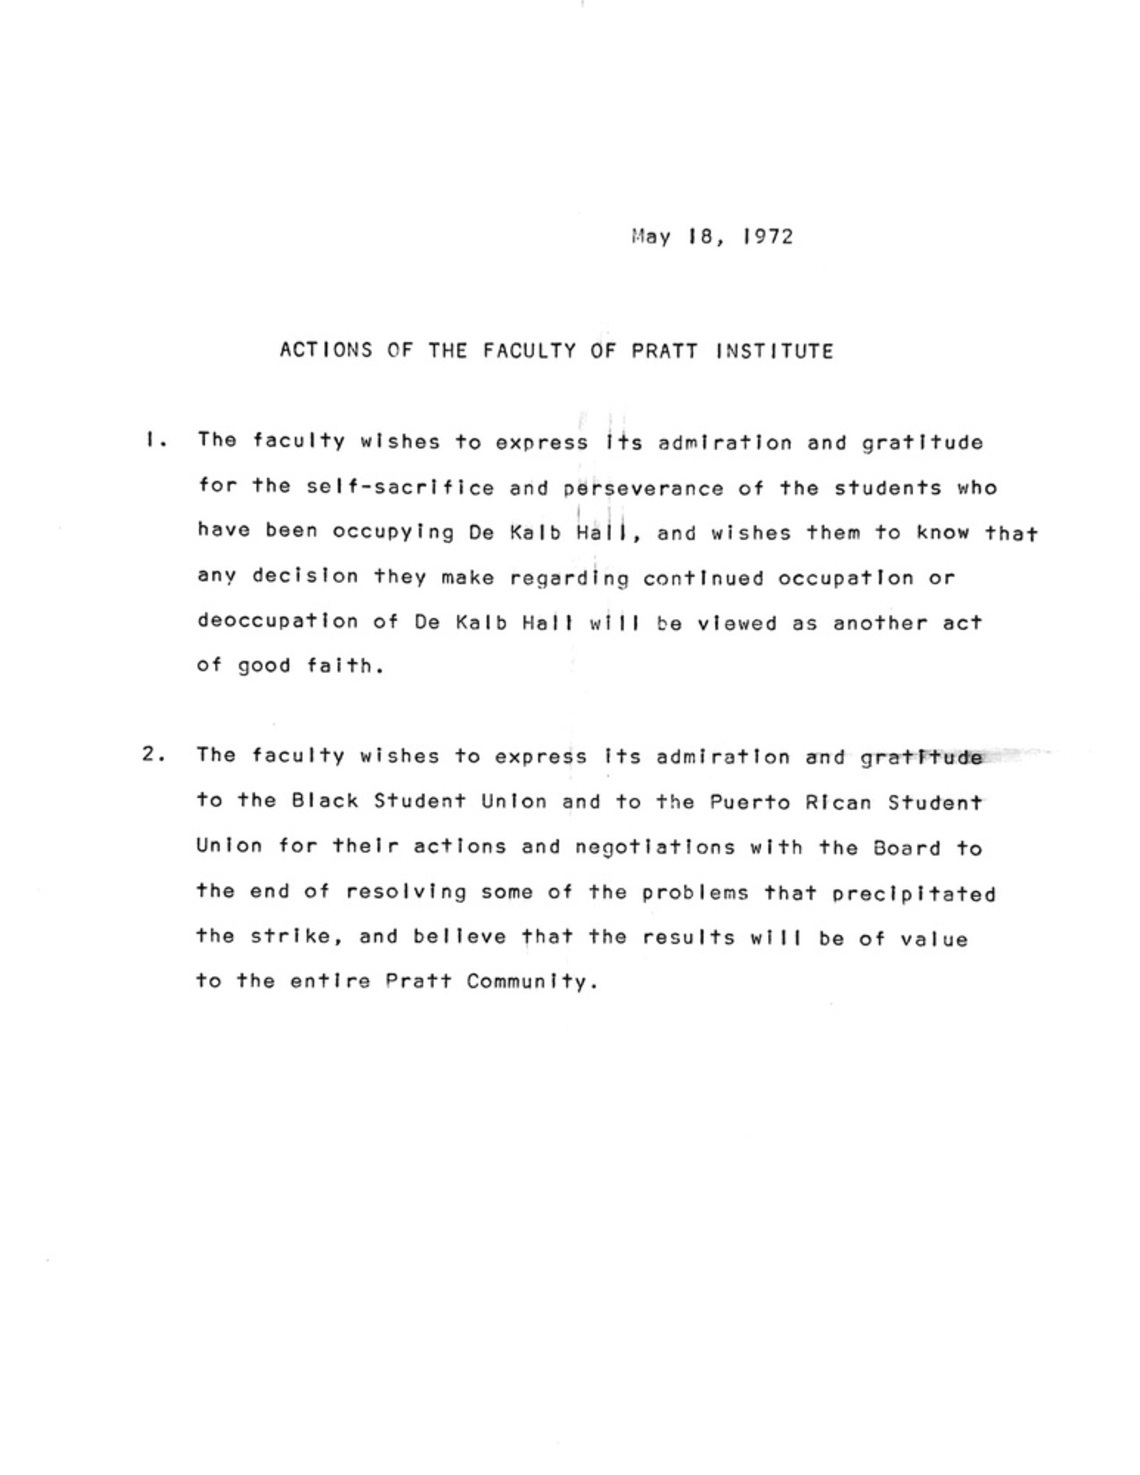 May 18, 1972
ACTIONS OF THE FACULTY OF PRATT INSTITUTE
1. The faculty wishes to express its admiration and gratitude
for the self-sacrifice and perseverance of the students who
have been occupying De Kalb Hall, and wishes them to know that
any decision they make regarding continued occupation or
deoccupation of De Kalb Hall will be viewed as another act
of good faith.
2. The faculty wishes to express its admiration and gratitude
to the Black Student Union and to the Puerto Rican Student
Union for their actions and negotiations with the Board to
the end of resolving some of the problems that precipitated
the strike, and believe that the results will be of value
to the entire Pratt Community.